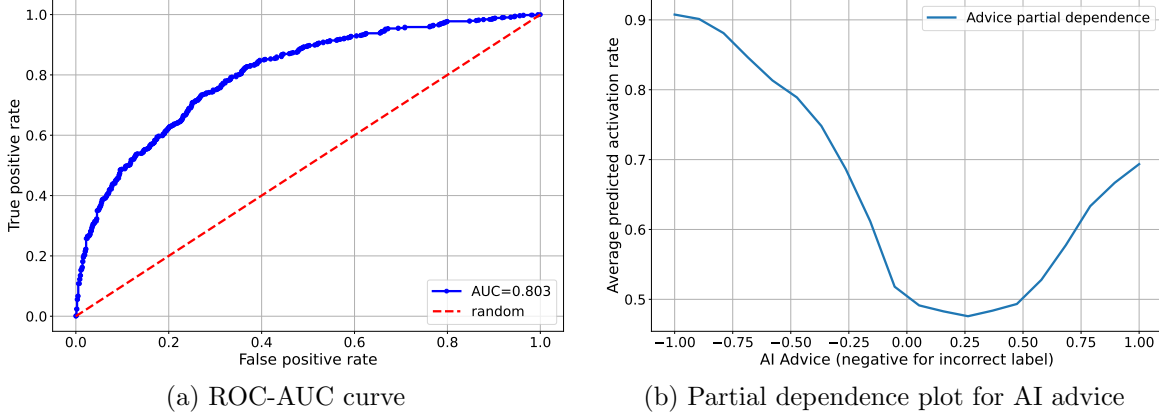 1.0
0.8
0.6
0.4
0.2
0.0
True positive rate
AUC=0.803
random
0.0 0.2 0.4 0.6 0.8 1.0
False positive rate
(a) ROC-AUC curve
0.9
0.8
0.7
0.6
0.5
Average predicted activation rate
Advice partial dependence
−1.00 −0.75 −0.50 −0.25 0.00 0.25 0.50 0.75 1.00
AI Advice (negative for incorrect label)
(b) Partial dependence plot for AI advice